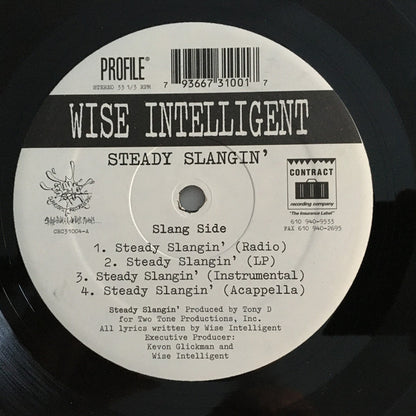 PROFILE®
STEREO 33 1/3 RPM
7 93667 31001 7
WISE INTELLIGENT
STEADY SLANGIN'
CONTRACT
recording company
"The Insurance Label"
610 940-9533
FAX 610 940-2695
Slang Side
1. Steady Slangin' (Radio)
2. Steady Slangin' (LP)
3. Steady Slangin' (Instrumental)
4. Steady Slangin' (Acappella)
Steady Slangin' Produced by Tony D
for Two Tone Productions, Inc.
All lyrics written by Wise Intelligent
Executive Producer:
Kevon Glickman and
Wise Intelligent